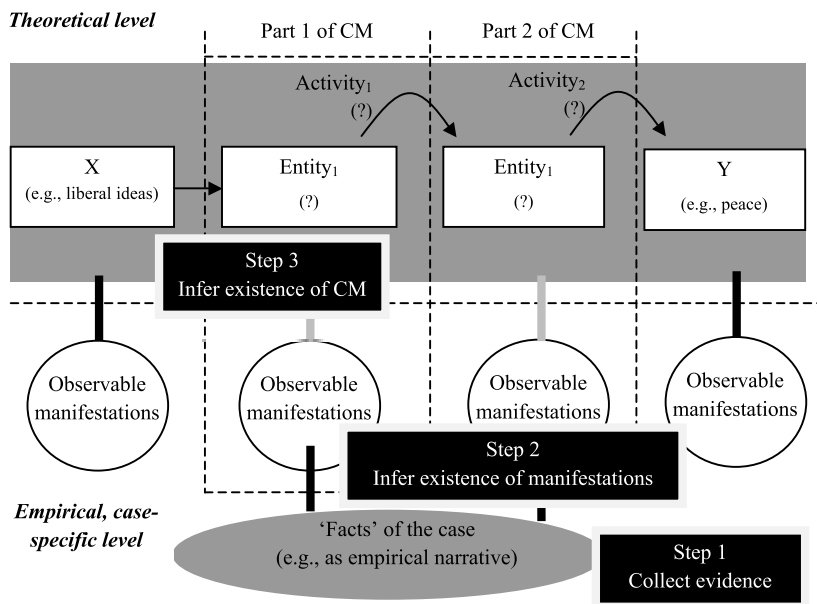 Theoretical level
Part 1 of CM
Part 2 of CM
Activity₁
(?)
Activity₂
(?)
X
(e.g., liberal ideas)
Entity₁
(?)
Entity₁
(?)
Y
(e.g., peace)
Step 3
Infer existence of CM
Observable
manifestations
Observable
manifestations
Observable
manifestations
Observable
manifestations
Step 2
Infer existence of manifestations
Empirical, case-
specific level
‘Facts’ of the case
(e.g., as empirical narrative)
Step 1
Collect evidence